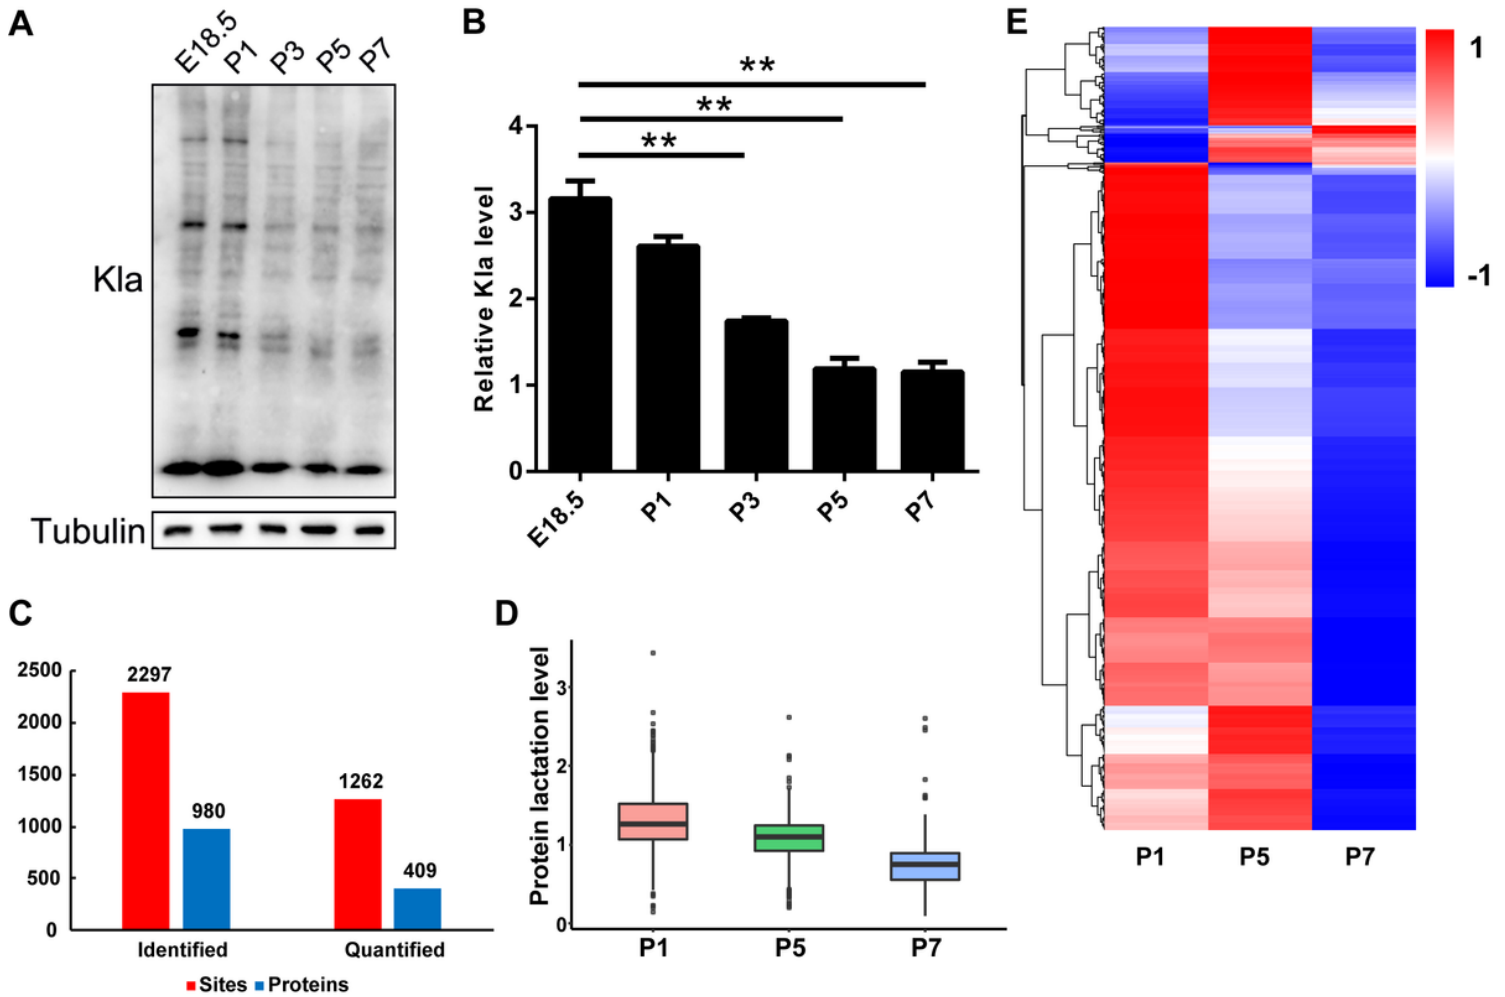 A
E18.5
P1
P3
P5
P7
Kla
Tubulin
B
**
**
**
Relative Kla level
4
3
2
1
0
E18.5
P1
P3
P5
P7
C
2500
2000
1500
1000
500
0
2297
980
1262
409
Identified
Quantified
Sites
Proteins
D
Protein lactation level
3
2
1
0
P1
P5
P7
E
1
-1
P1
P5
P7